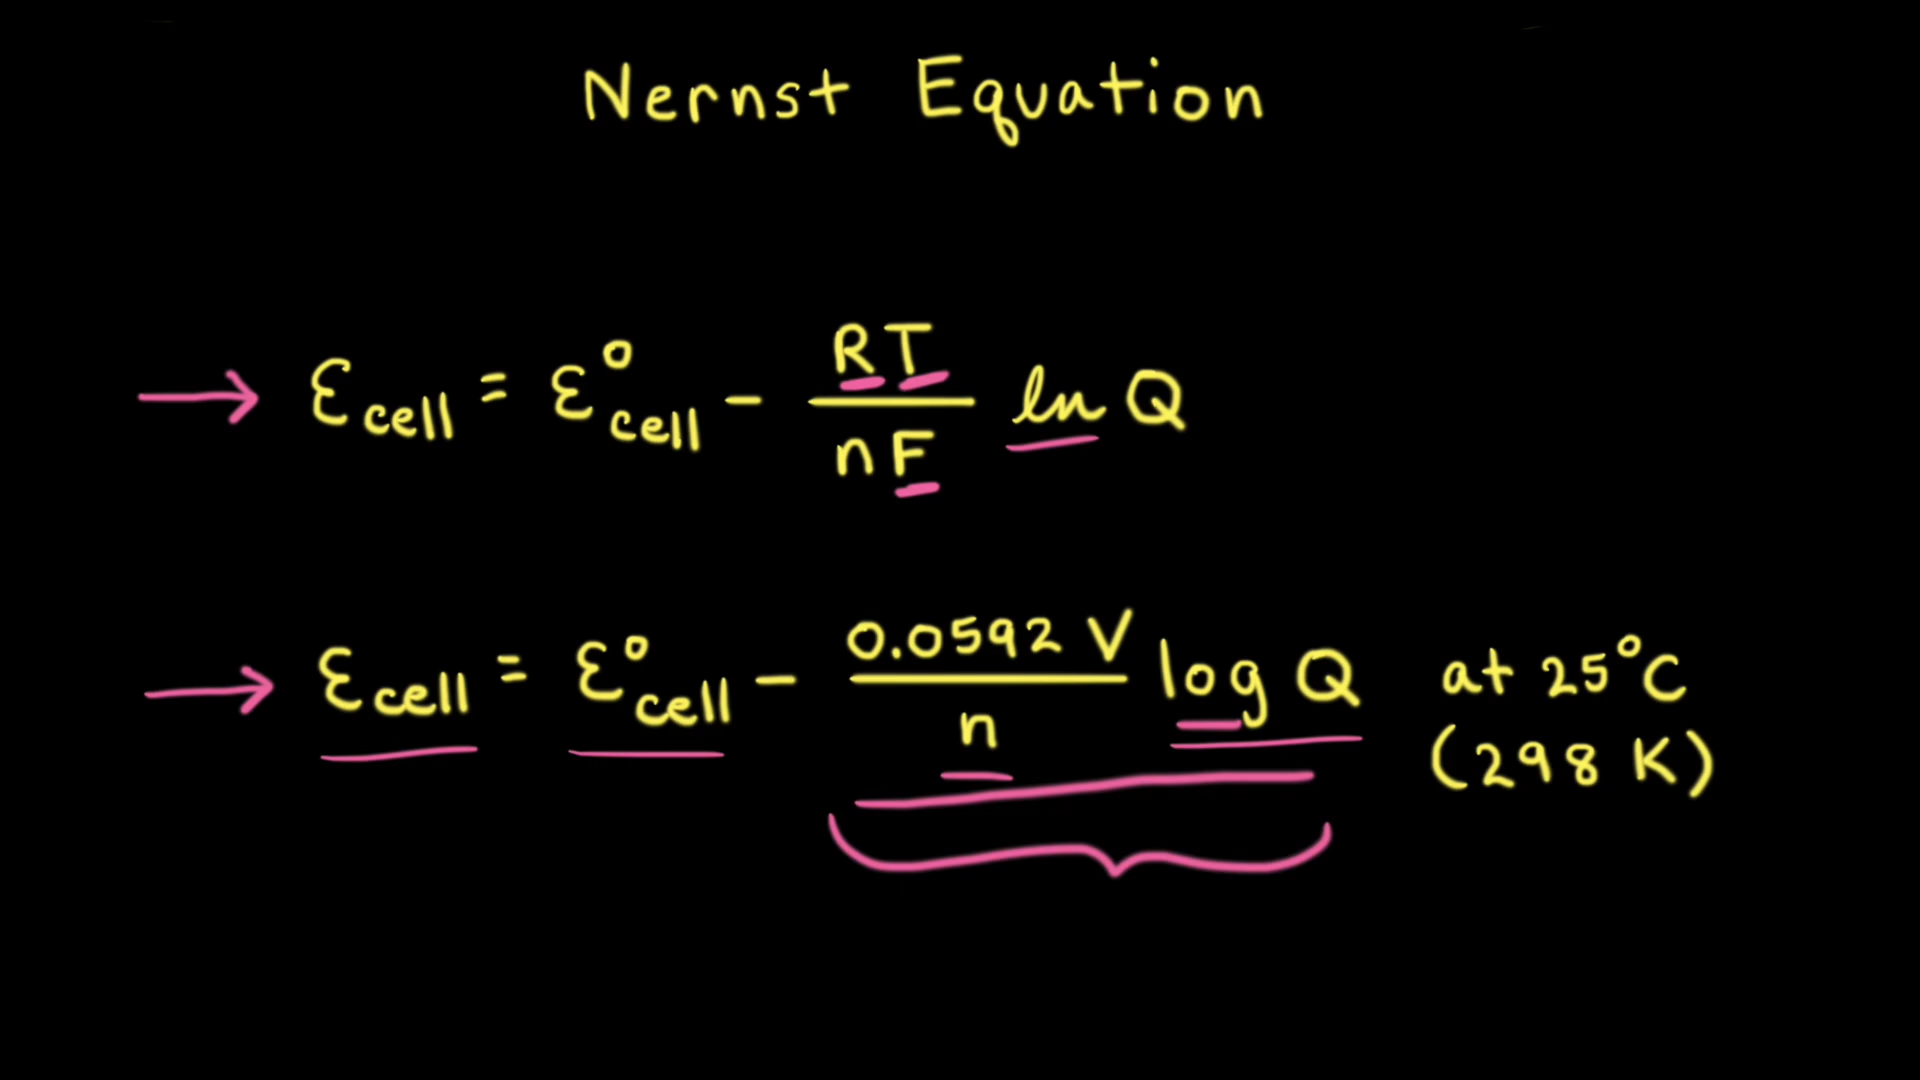 Nernst Equation
→ Ɛcell = Ɛ°cell - RT/nF ln Q
→ Ɛcell = Ɛ°cell - 0.0592 V/n log Q at 25°C
(298 K)